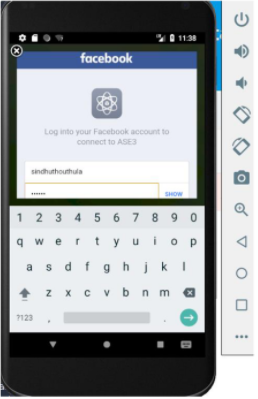 11:38
facebook
Log into your Facebook account to
connect to ASE3
sindhuthouthula
······ SHOW
1 2 3 4 5 6 7 8 9 0
q w e r t y u i o p
a s d f g h j k l
z x c v b n m
?123 , .